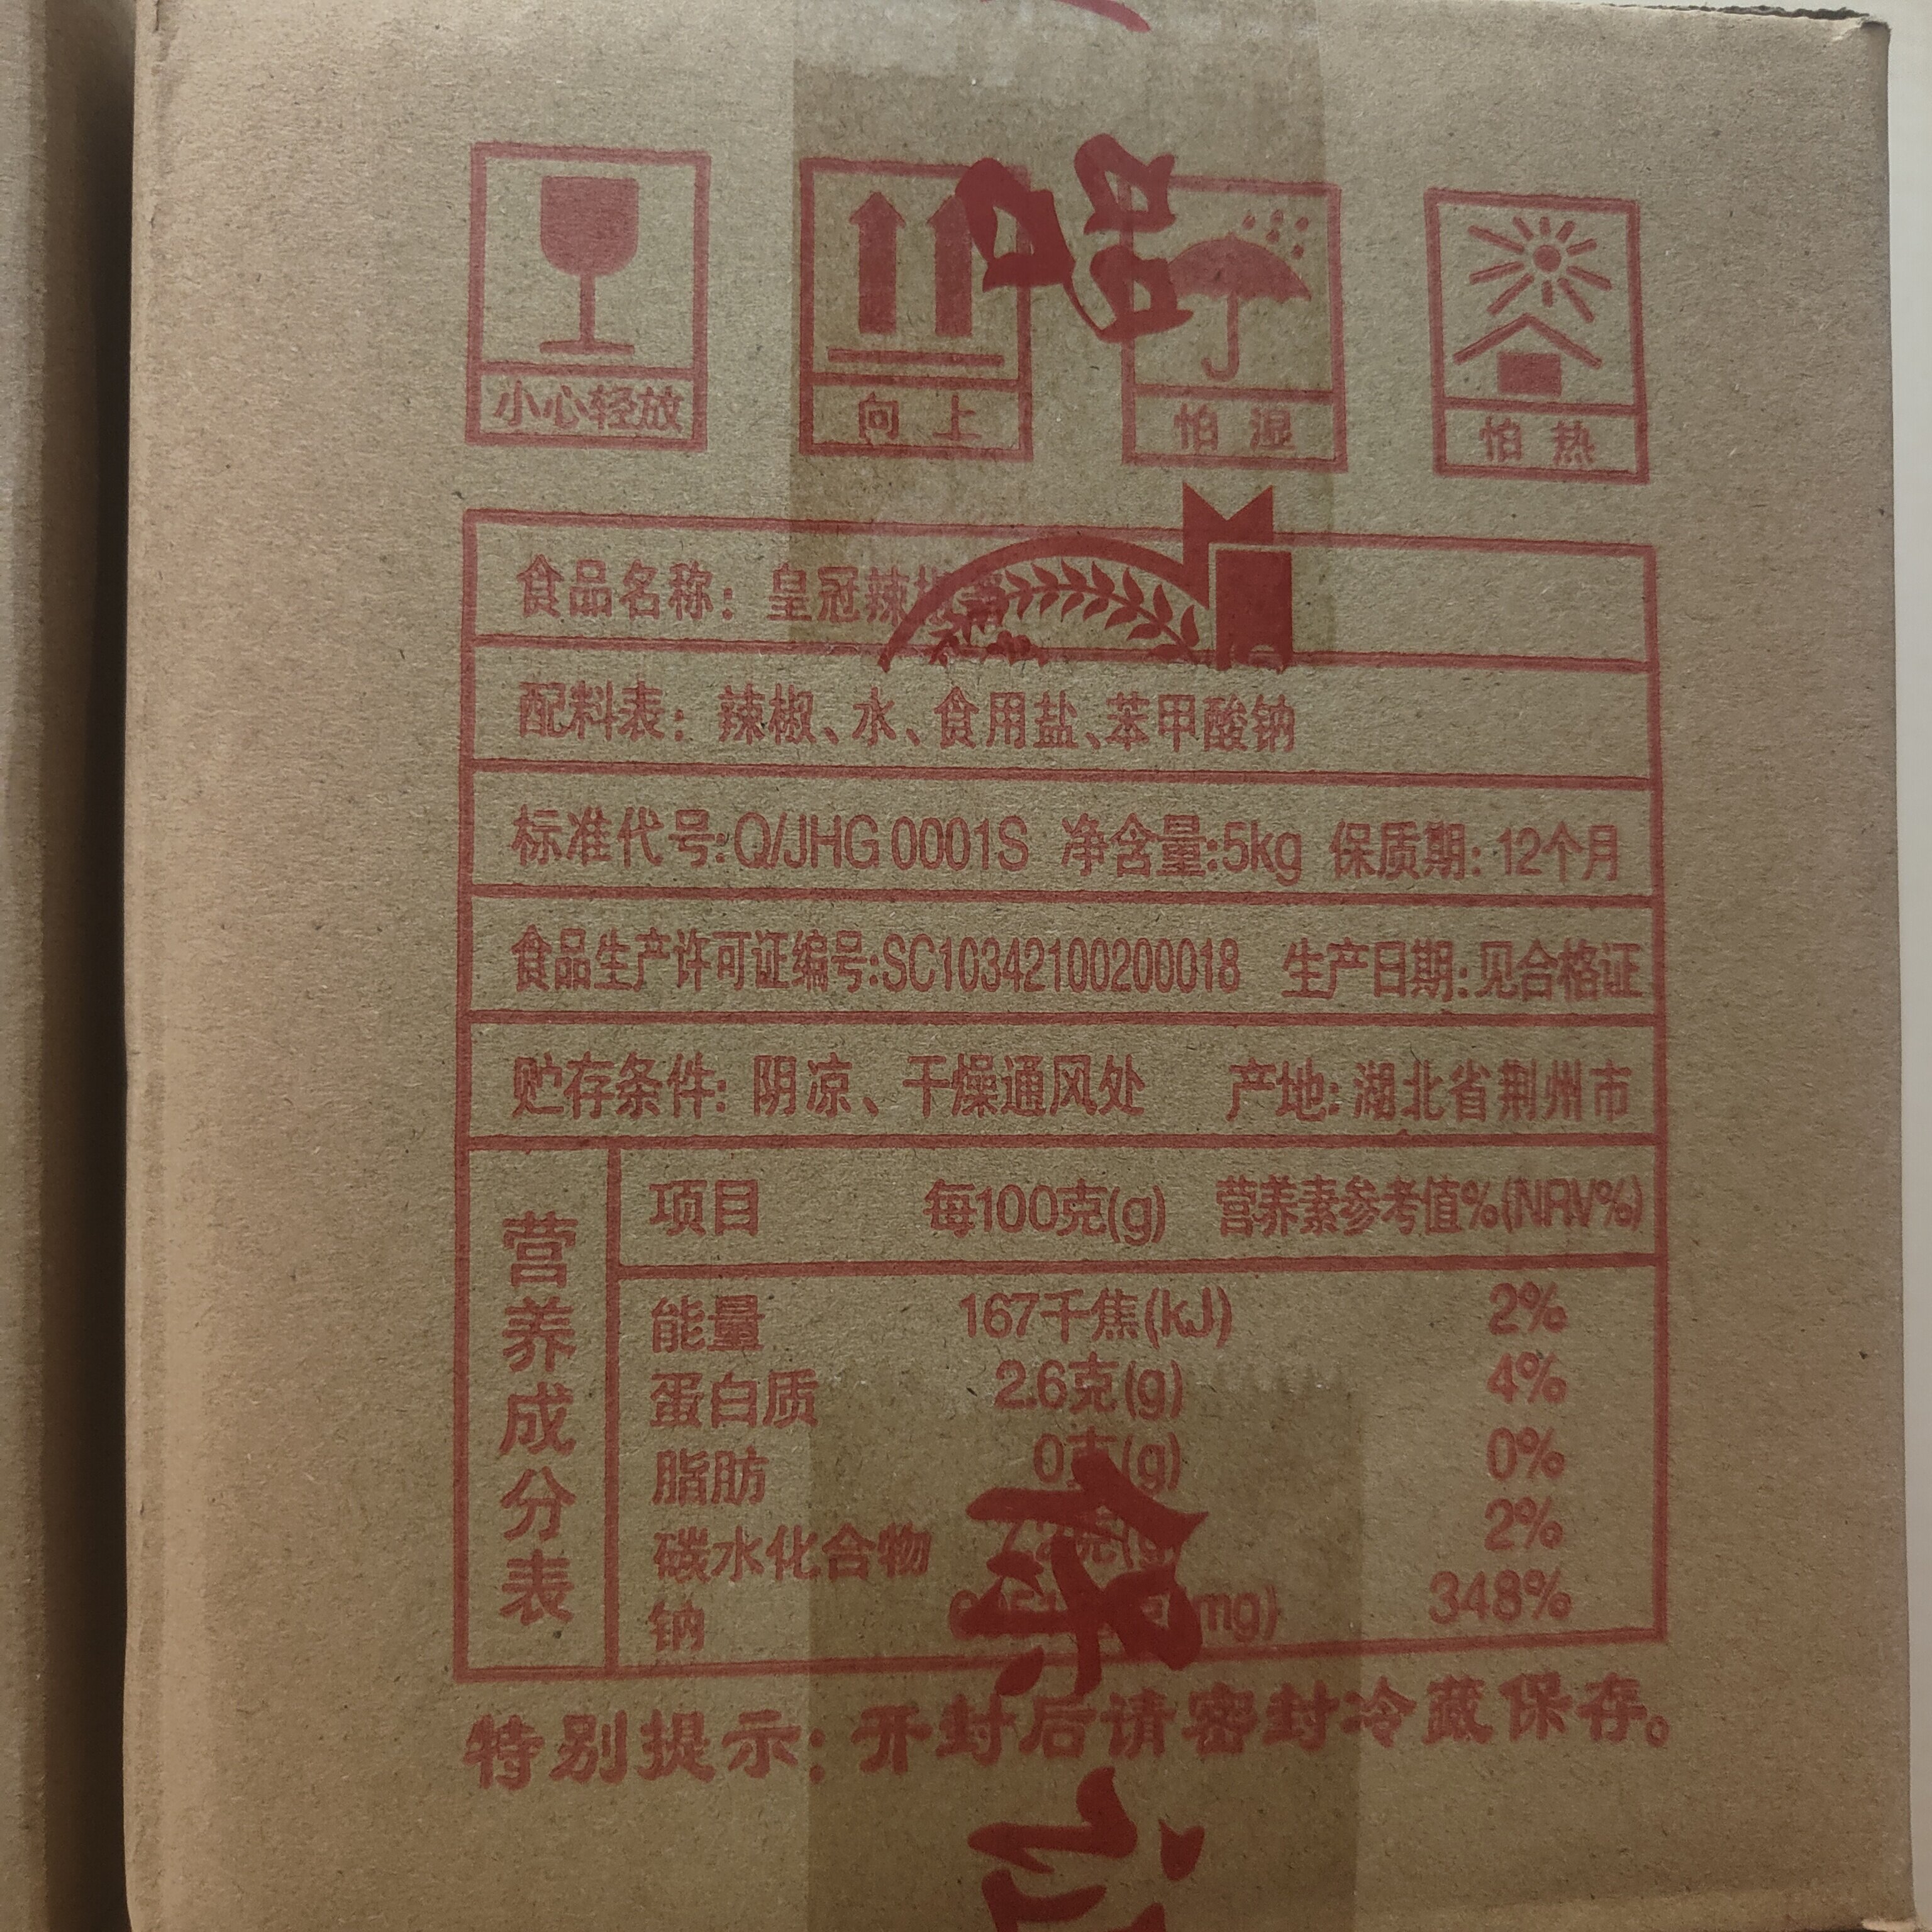 小心轻放 向上 怕湿 怕热
食品名称：皇冠辣椒
配料表：辣椒、水、食用盐、苯甲酸钠
标准代号:Q/JHG 0001S 净含量:5kg 保质期：12个月
食品生产许可证编号:SC10342100200018 生产日期：见合格证
贮存条件：阴凉、干燥通风处 产地：湖北省荆州市
营养成分表
项目 每100克(g) 营养素参考值%(NRV%)
能量 167千焦(kJ) 2%
蛋白质 2.6克(g) 4%
脂肪 0克(g) 0%
碳水化合物 克(g) 2%
钠 (mg) 348%
特别提示：开封后请密封冷藏保存。
品